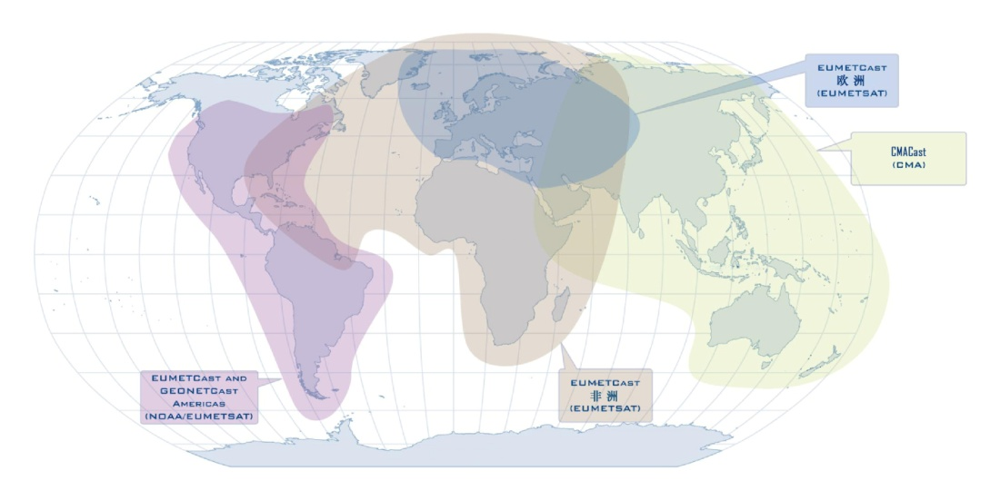 EUMETCast
欧 洲
(EUMETSAT)
CMACast
(CMA)
EUMETCast and
GEONETCast
Americas
(NOAA/EUMETSAT)
EUMETCast
非 洲
(EUMETSAT)